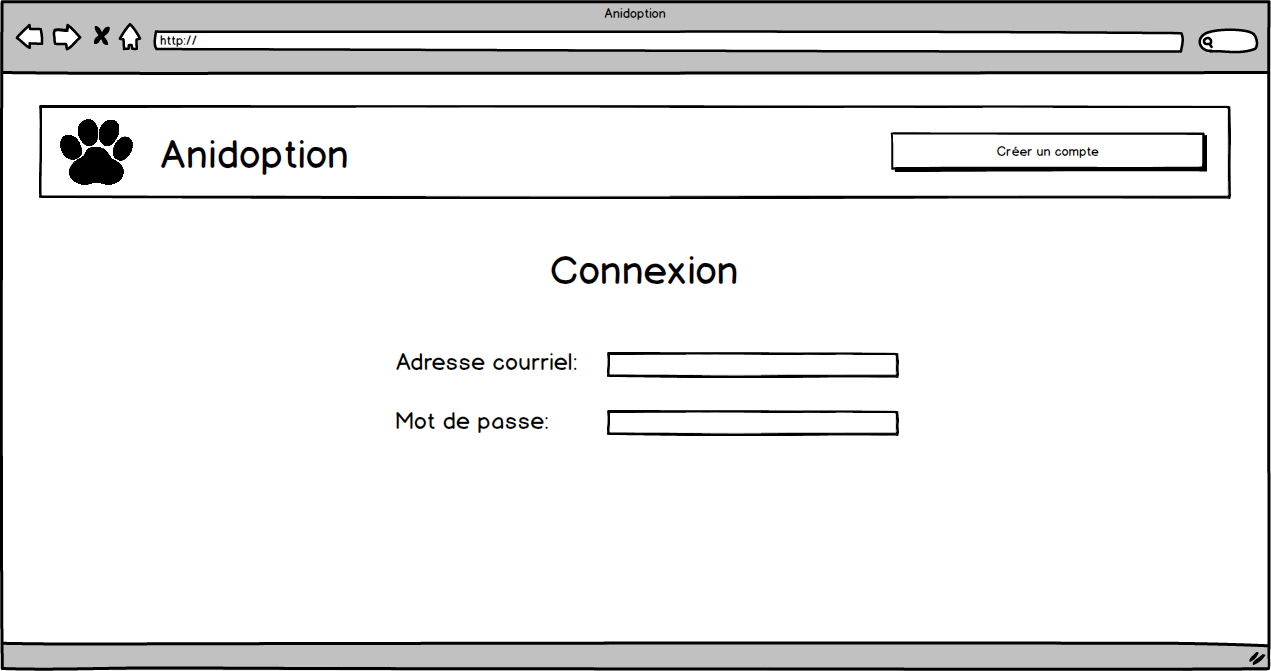 Anidoption
http://
Anidoption
Créer un compte
Connexion
Adresse courriel:
Mot de passe: